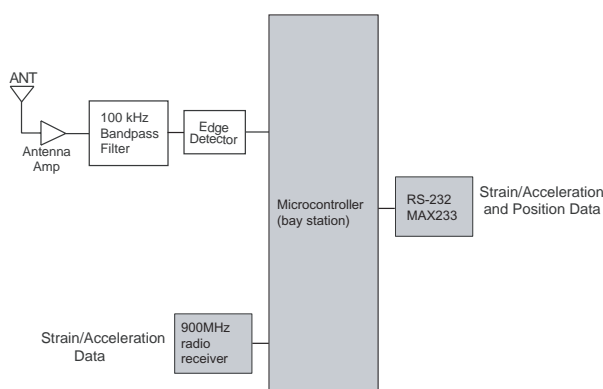 ANT
Antenna
Amp
100 kHz
Bandpass
Filter
Edge
Detector
Microcontroller
(bay station)
RS-232
MAX233
Strain/Acceleration
and Position Data
Strain/Acceleration
Data
900MHz
radio
receiver